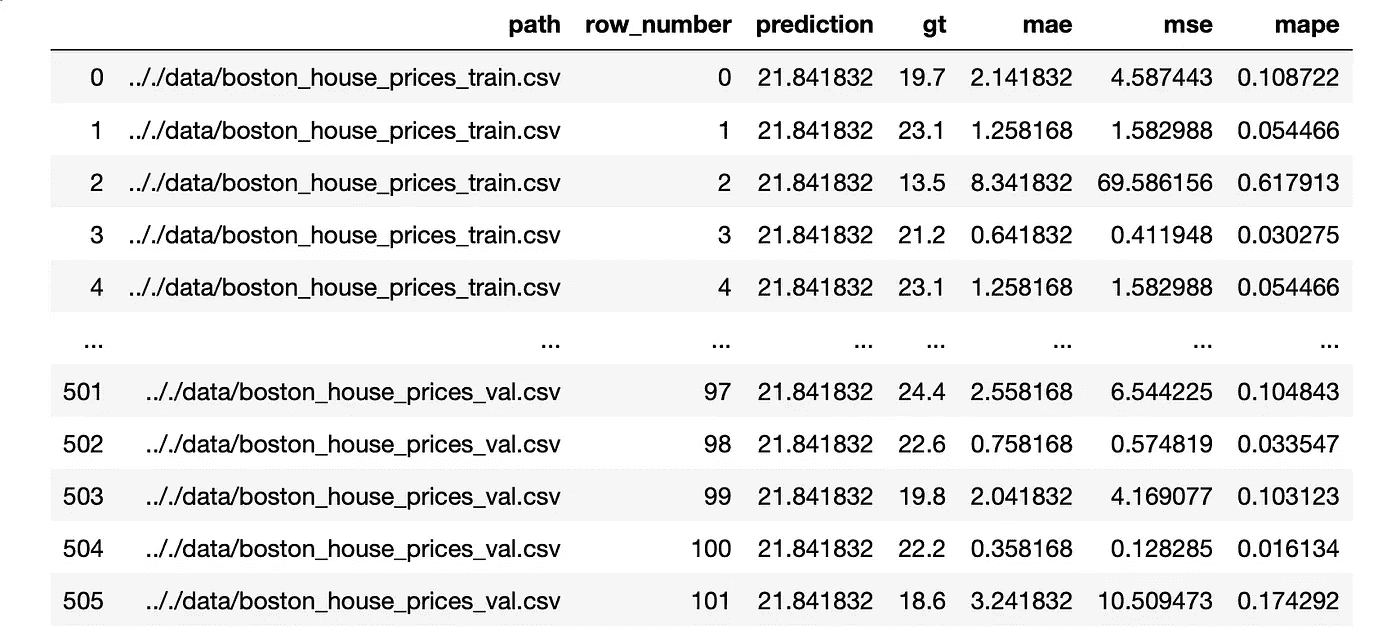 path row_number prediction gt mae mse mape
0 .././data/boston_house_prices_train.csv 0 21.841832 19.7 2.141832 4.587443 0.108722
1 .././data/boston_house_prices_train.csv 1 21.841832 23.1 1.258168 1.582988 0.054466
2 .././data/boston_house_prices_train.csv 2 21.841832 13.5 8.341832 69.586156 0.617913
3 .././data/boston_house_prices_train.csv 3 21.841832 21.2 0.641832 0.411948 0.030275
4 .././data/boston_house_prices_train.csv 4 21.841832 23.1 1.258168 1.582988 0.054466
... ... ... ... ... ... ... ...
501 .././data/boston_house_prices_val.csv 97 21.841832 24.4 2.558168 6.544225 0.104843
502 .././data/boston_house_prices_val.csv 98 21.841832 22.6 0.758168 0.574819 0.033547
503 .././data/boston_house_prices_val.csv 99 21.841832 19.8 2.041832 4.169077 0.103123
504 .././data/boston_house_prices_val.csv 100 21.841832 22.2 0.358168 0.128285 0.016134
505 .././data/boston_house_prices_val.csv 101 21.841832 18.6 3.241832 10.509473 0.174292